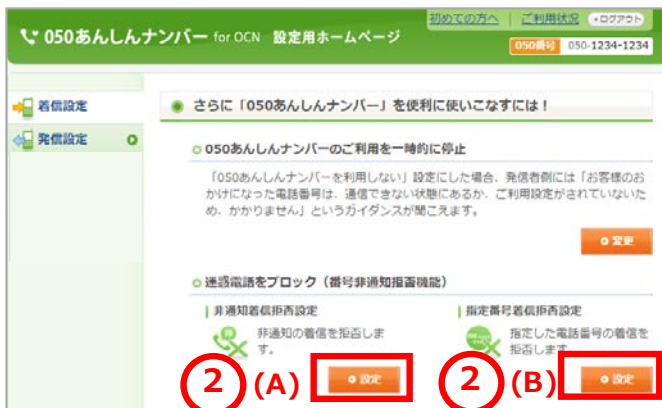 初めての方へ | ご利用状況 ログアウト
050あんしんナンバー for OCN 設定用ホームページ
050番号 050-1234-1234
着信設定
発信設定
さらに「050あんしんナンバー」を便利に使いこなすには！
050あんしんナンバーのご利用を一時的に停止
「050あんしんナンバーを利用しない」設定にした場合、発信者側には「お客様のお
かけになった電話番号は、通信できない状態にあるか、ご利用設定がされていないた
め、かかりません」というガイダンスが聞こえます。
変更
迷惑電話をブロック（番号非通知拒否機能）
非通知着信拒否設定
非通知の着信を拒否しま
す。
② (A) 設定
指定番号着信拒否設定
指定した電話番号の着信を
拒否します
② (B) 設定